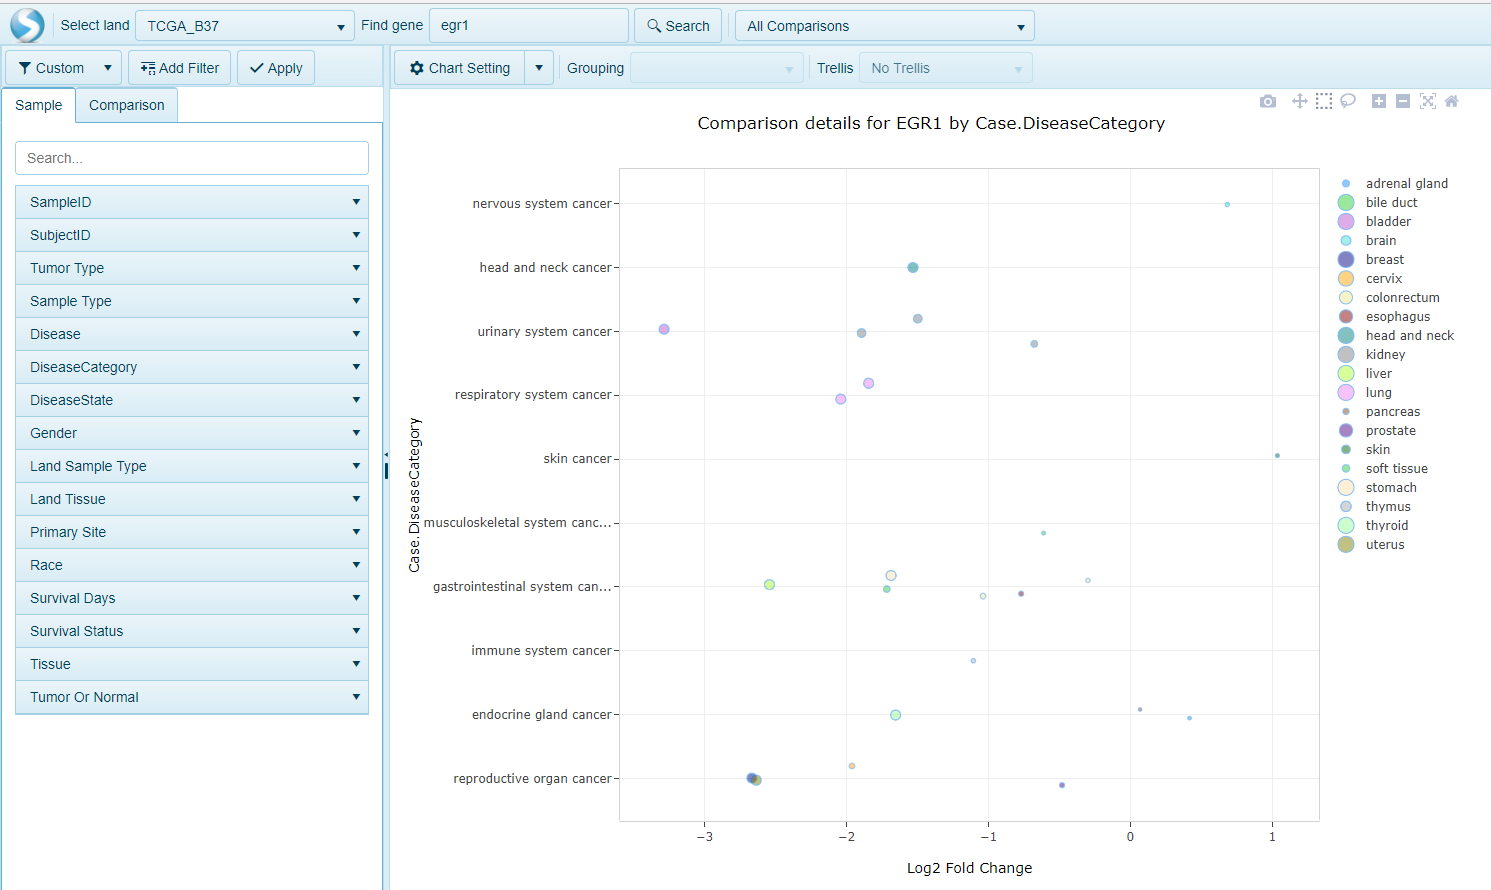 Select land TCGA_B37 Find gene egr1 Search All Comparisons
Custom Add Filter Apply Chart Setting Grouping Trellis No Trellis
Sample Comparison
Search...
SampleID
SubjectID
Tumor Type
Sample Type
Disease
DiseaseCategory
DiseaseState
Gender
Land Sample Type
Land Tissue
Primary Site
Race
Survival Days
Survival Status
Tissue
Tumor Or Normal
Comparison details for EGR1 by Case.DiseaseCategory
Case.DiseaseCategory
nervous system cancer
head and neck cancer
urinary system cancer
respiratory system cancer
skin cancer
musculoskeletal system canc...
gastrointestinal system can...
immune system cancer
endocrine gland cancer
reproductive organ cancer
−3 −2 −1 0 1
Log2 Fold Change
adrenal gland
bile duct
bladder
brain
breast
cervix
colonrectum
esophagus
head and neck
kidney
liver
lung
pancreas
prostate
skin
soft tissue
stomach
thymus
thyroid
uterus